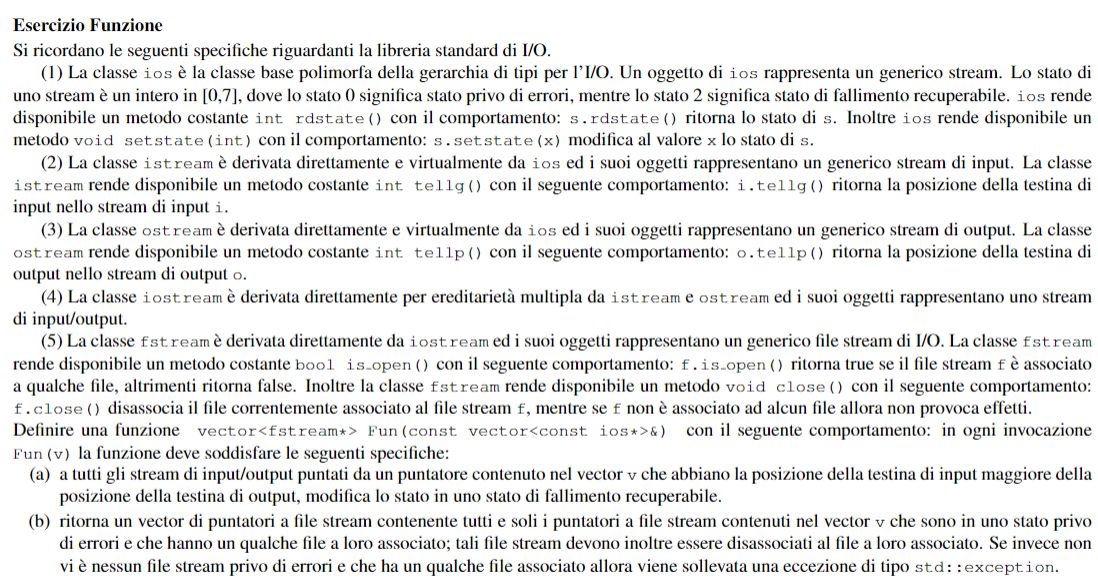 Esercizio Funzione
Si ricordano le seguenti specifiche riguardanti la libreria standard di I/O.
(1) La classe ios è la classe base polimorfa della gerarchia di tipi per l'I/O. Un oggetto di ios rappresenta un generico stream. Lo stato di
uno stream è un intero in [0,7], dove lo stato 0 significa stato privo di errori, mentre lo stato 2 significa stato di fallimento recuperabile. ios rende
disponibile un metodo costante int rdstate() con il comportamento: s.rdstate() ritorna lo stato di s. Inoltre ios rende disponibile un
metodo void setstate(int) con il comportamento: s.setstate(x) modifica al valore x lo stato di s.
(2) La classe istream è derivata direttamente e virtualmente da ios ed i suoi oggetti rappresentano un generico stream di input. La classe
istream rende disponibile un metodo costante int tellg() con il seguente comportamento: i.tellg() ritorna la posizione della testina di
input nello stream di input i.
(3) La classe ostream è derivata direttamente e virtualmente da ios ed i suoi oggetti rappresentano un generico stream di output. La classe
ostream rende disponibile un metodo costante int tellp() con il seguente comportamento: o.tellp() ritorna la posizione della testina di
output nello stream di output o.
(4) La classe iostream è derivata direttamente per ereditarietà multipla da istream e ostream ed i suoi oggetti rappresentano uno stream
di input/output.
(5) La classe fstream è derivata direttamente da iostream ed i suoi oggetti rappresentano un generico file stream di I/O. La classe fstream
rende disponibile un metodo costante bool is_open() con il seguente comportamento: f.is_open() ritorna true se il file stream f è associato
a qualche file, altrimenti ritorna false. Inoltre la classe fstream rende disponibile un metodo void close() con il seguente comportamento:
f.close() disassocia il file correntemente associato al file stream f, mentre se f non è associato ad alcun file allora non provoca effetti.
Definire una funzione vector<fstream*> Fun(const vector<const ios*>&) con il seguente comportamento: in ogni invocazione
Fun(v) la funzione deve soddisfare le seguenti specifiche:
(a) a tutti gli stream di input/output puntati da un puntatore contenuto nel vector v che abbiano la posizione della testina di input maggiore della
posizione della testina di output, modifica lo stato in uno stato di fallimento recuperabile.
(b) ritorna un vector di puntatori a file stream contenente tutti e soli i puntatori a file stream contenuti nel vector v che sono in uno stato privo
di errori e che hanno un qualche file a loro associato; tali file stream devono inoltre essere disassociati al file a loro associato. Se invece non
vi è nessun file stream privo di errori e che ha un qualche file associato allora viene sollevata una eccezione di tipo std::exception.